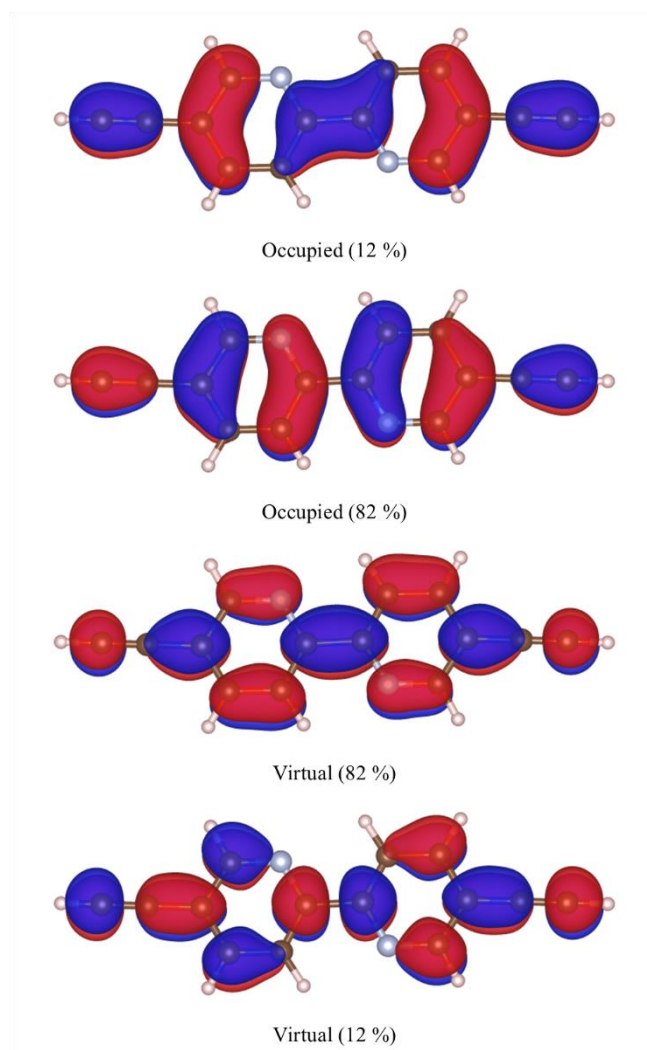 Occupied (12 %)
Occupied (82 %)
Virtual (82 %)
Virtual (12 %)